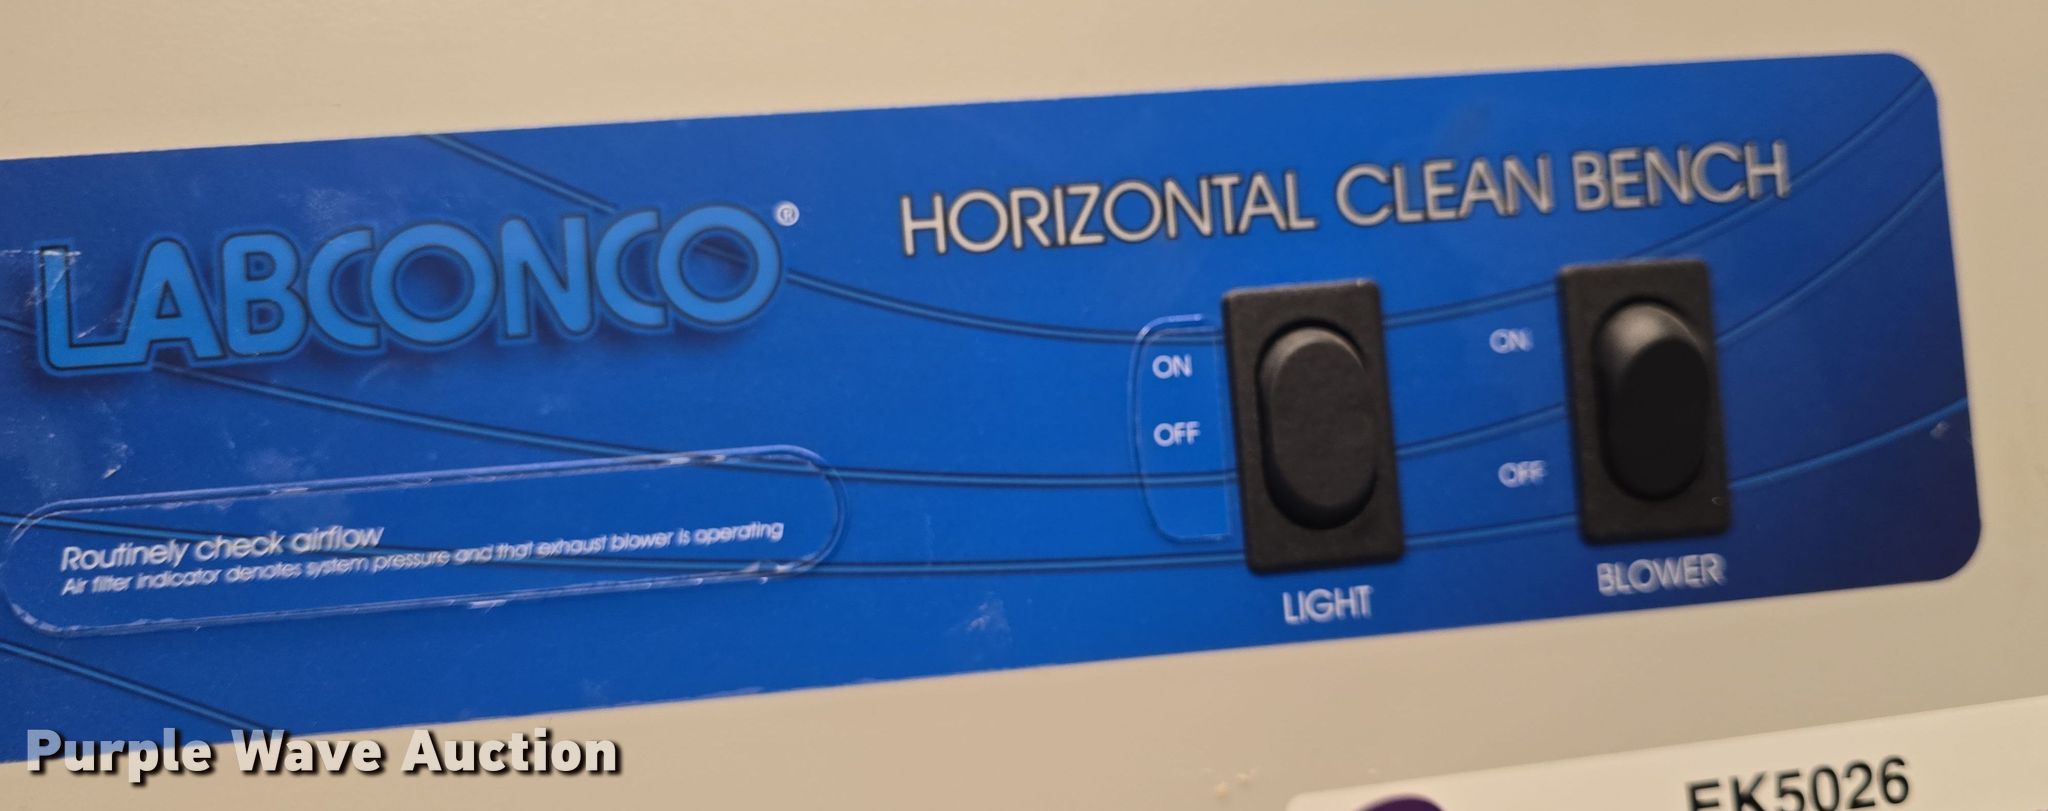 LABCONCO®
HORIZONTAL CLEAN BENCH
ON
OFF
LIGHT
ON
OFF
BLOWER
Routinely check airflow
Air filter indicator denotes system pressure and that exhaust blower is operating
Purple Wave Auction
EK5026